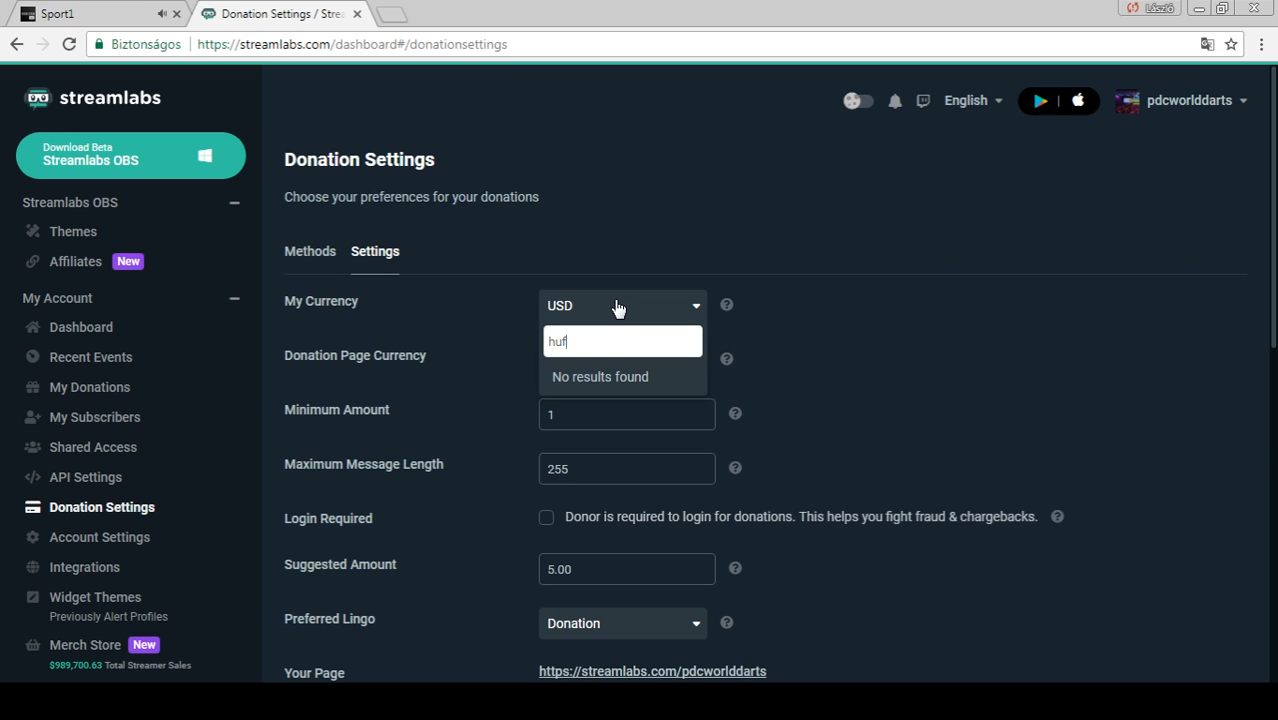 Sport1
Donation Settings / Stre
László
Biztonságos
https://streamlabs.com/dashboard#/donationsettings
streamlabs
English
pdcworlddarts
Download Beta
Streamlabs OBS
Streamlabs OBS
Themes
Affiliates New
My Account
Dashboard
Recent Events
My Donations
My Subscribers
Shared Access
API Settings
Donation Settings
Account Settings
Integrations
Widget Themes
Previously Alert Profiles
Merch Store New
$989,700.63 Total Streamer Sales
Donation Settings
Choose your preferences for your donations
Methods Settings
My Currency USD ?
huf
No results found
Donation Page Currency ?
Minimum Amount 1 ?
Maximum Message Length 255 ?
Login Required Donor is required to login for donations. This helps you fight fraud & chargebacks. ?
Suggested Amount 5.00 ?
Preferred Lingo Donation ?
Your Page https://streamlabs.com/pdcworlddarts